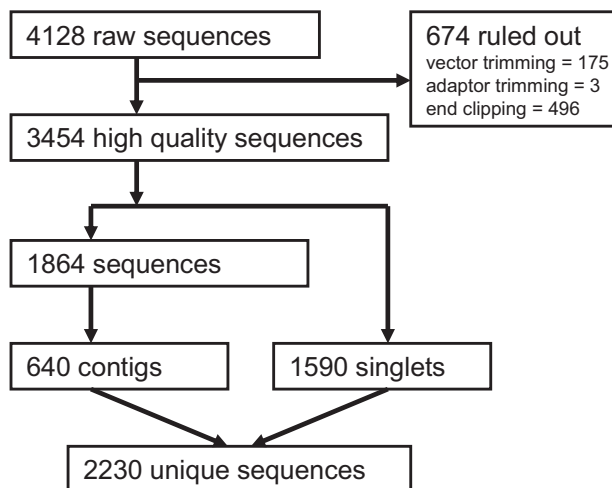 4128 raw sequences
674 ruled out
vector trimming = 175
adaptor trimming = 3
end clipping = 496
3454 high quality sequences
1864 sequences
640 contigs
1590 singlets
2230 unique sequences